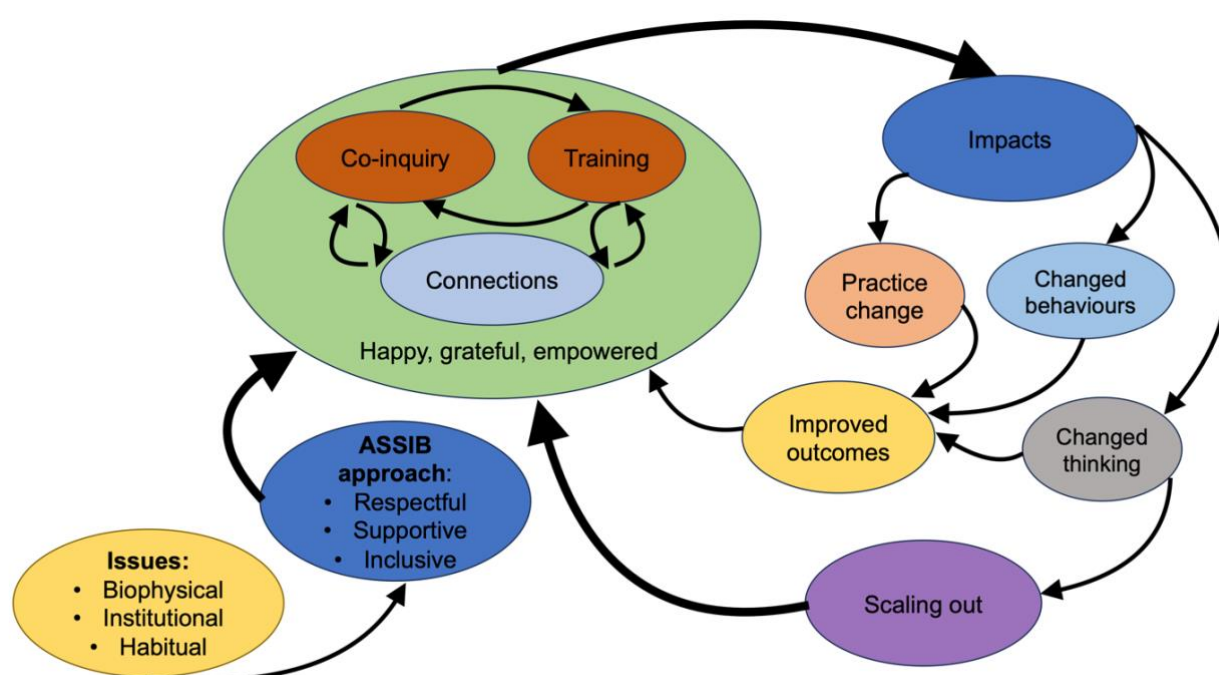 Co-inquiry
Training
Connections
Happy, grateful, empowered
Impacts
Practice
change
Changed
behaviours
Improved
outcomes
Changed
thinking
Scaling out
ASSIB
approach:
• Respectful
• Supportive
• Inclusive
Issues:
• Biophysical
• Institutional
• Habitual